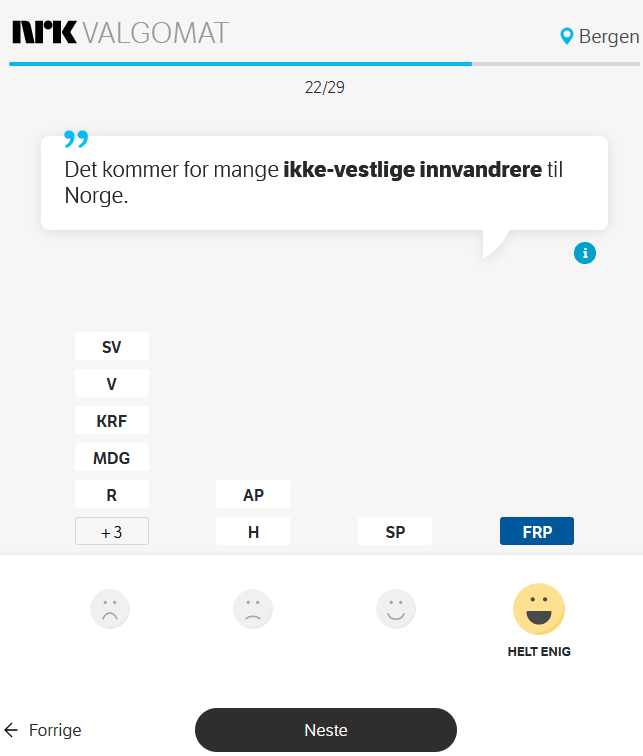 NRK VALGOMAT
Bergen
22/29
Det kommer for mange ikke-vestlige innvandrere til
Norge.
i
SV
V
KRF
MDG
R
AP
+3
H
SP
FRP
HELT ENIG
Forrige
Neste